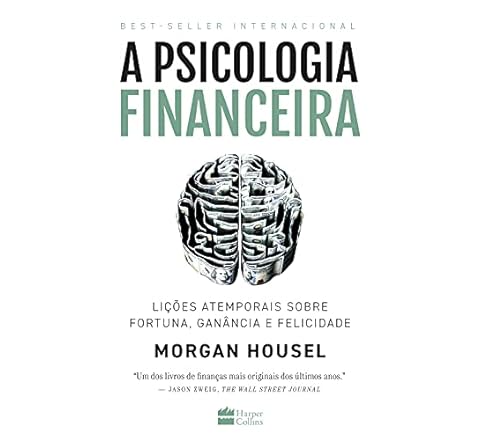 BEST-SELLER INTERNACIONAL
A PSICOLOGIA
FINANCEIRA
LIÇÕES ATEMPORAIS SOBRE
FORTUNA, GANÂNCIA E FELICIDADE
MORGAN HOUSEL
“Um dos livros de finanças mais originais dos últimos anos.”
— JASON ZWEIG, THE WALL STREET JOURNAL
Harper
Collins